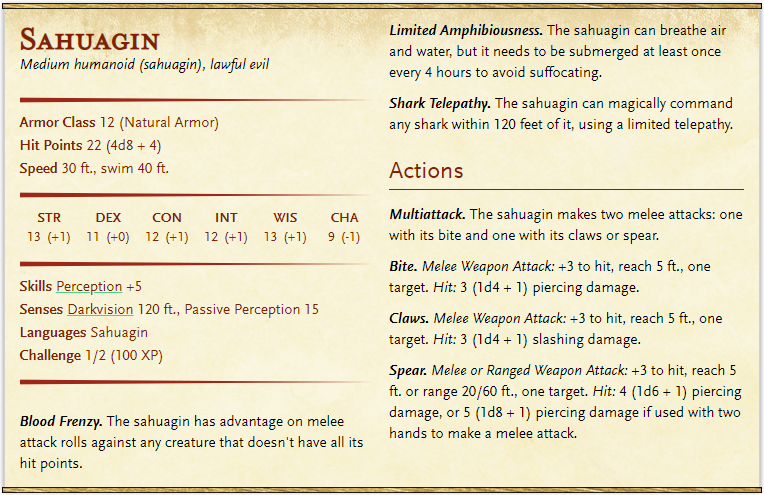 Sahuagin
Medium humanoid (sahuagin), lawful evil
Armor Class 12 (Natural Armor)
Hit Points 22 (4d8 + 4)
Speed 30 ft., swim 40 ft.
STR DEX CON INT WIS CHA
13 (+1) 11 (+0) 12 (+1) 12 (+1) 13 (+1) 9 (-1)
Skills Perception +5
Senses Darkvision 120 ft., Passive Perception 15
Languages Sahuagin
Challenge 1/2 (100 XP)
Blood Frenzy. The sahuagin has advantage on melee
attack rolls against any creature that doesn't have all its
hit points.
Limited Amphibiousness. The sahuagin can breathe air
and water, but it needs to be submerged at least once
every 4 hours to avoid suffocating.
Shark Telepathy. The sahuagin can magically command
any shark within 120 feet of it, using a limited telepathy.
Actions
Multiattack. The sahuagin makes two melee attacks: one
with its bite and one with its claws or spear.
Bite. Melee Weapon Attack: +3 to hit, reach 5 ft., one
target. Hit: 3 (1d4 + 1) piercing damage.
Claws. Melee Weapon Attack: +3 to hit, reach 5 ft., one
target. Hit: 3 (1d4 + 1) slashing damage.
Spear. Melee or Ranged Weapon Attack: +3 to hit, reach 5
ft. or range 20/60 ft., one target. Hit: 4 (1d6 + 1) piercing
damage, or 5 (1d8 + 1) piercing damage if used with two
hands to make a melee attack.